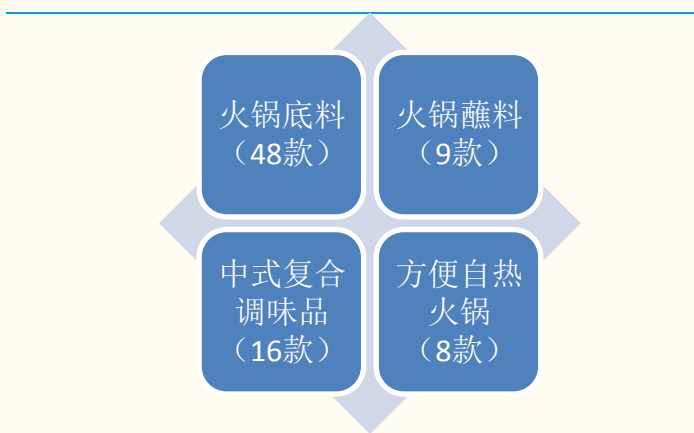 火锅底料
（48款）
火锅蘸料
（9款）
中式复合
调味品
（16款）
方便自热
火锅
（8款）